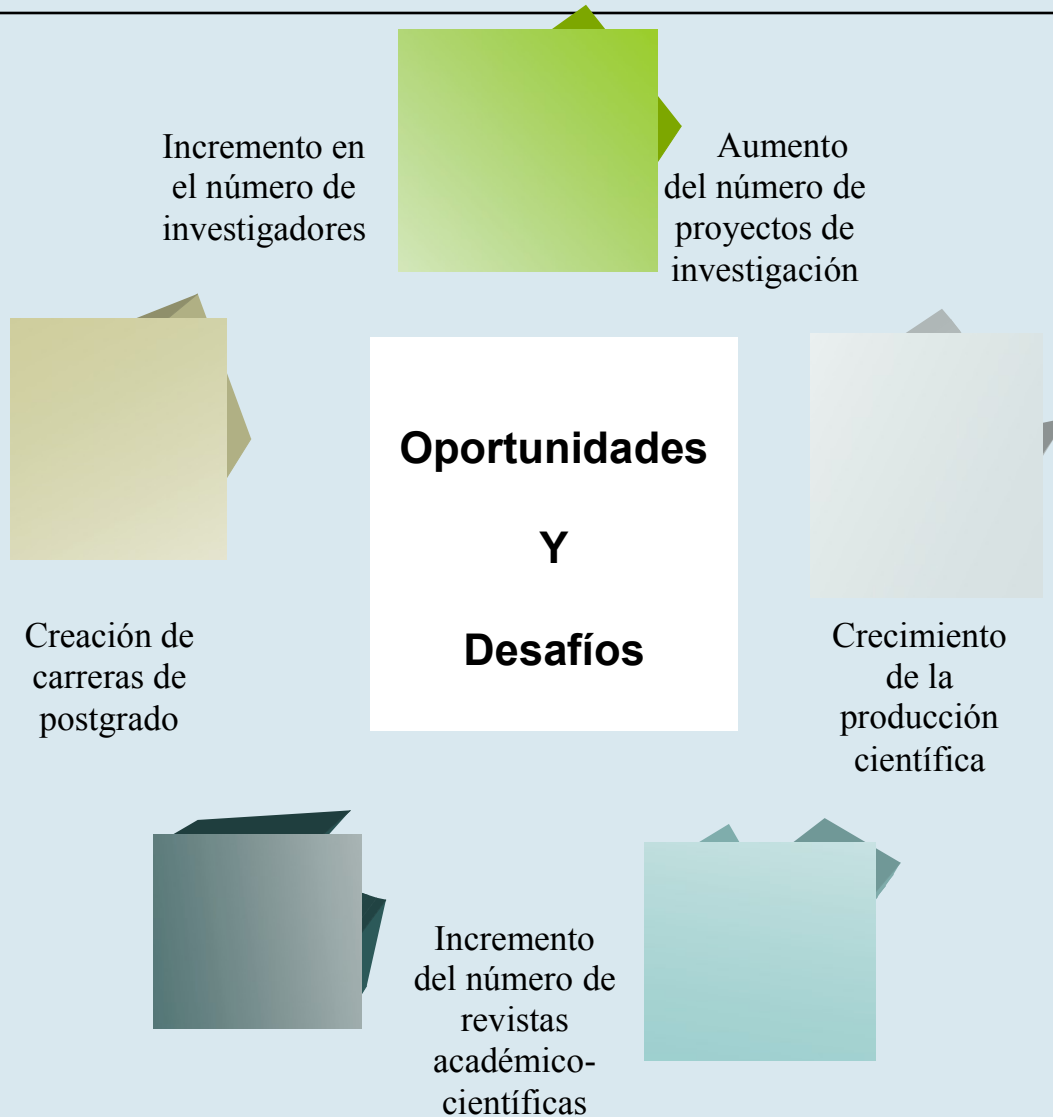 Incremento en
el número de
investigadores
Aumento
del número de
proyectos de
investigación
Oportunidades
Y
Desafíos
Creación de
carreras de
postgrado
Crecimiento
de la
producción
científica
Incremento
del número de
revistas
académico-
científicas